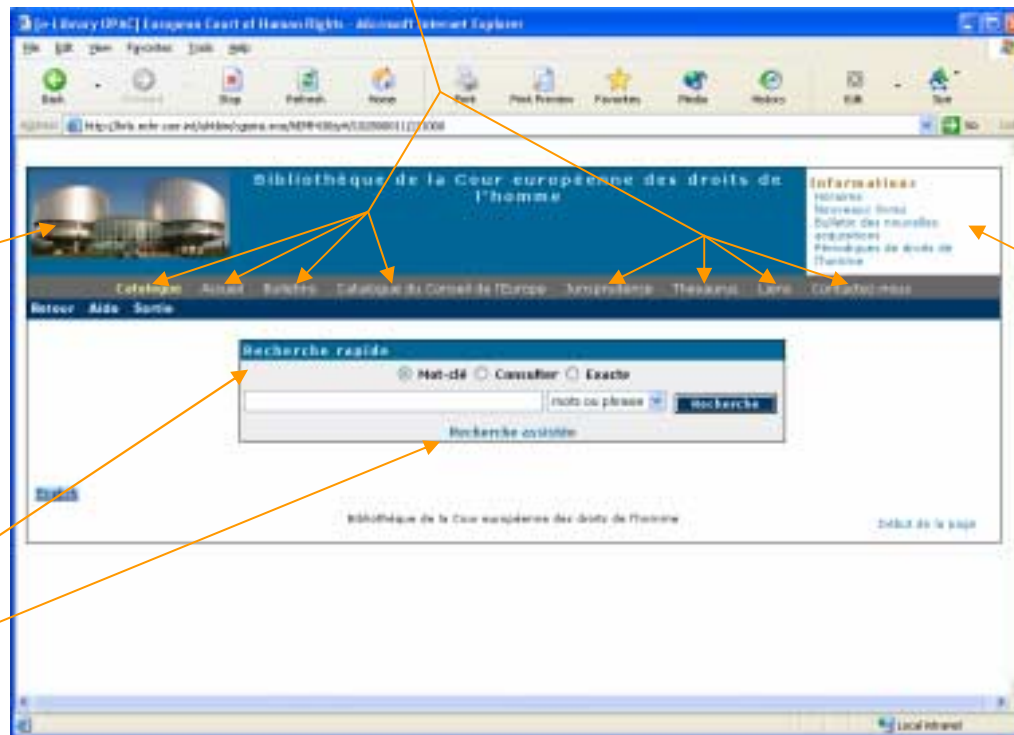 [e-Library OPAC] European Court of Human Rights - Microsoft Internet Explorer
File Edit View Favorites Tools Help
Back Stop Refresh Home Print Print Preview Favorites Media History Edit
Bibliothèque de la Cour européenne des droits de
l'homme
Informations
Horaires
Nouveaux livres
Bulletin des nouvelles
acquisitions
Périodiques de droits de
l'homme
Catalogue Accueil Bulletins Catalogue du Conseil de l'Europe Jurisprudence Thesaurus Liens Contactez-nous
Retour Aide Sortie
Recherche rapide
Mot-clé Consulter Exacte
mots ou phrase Recherche
Recherche assistée
English
Bibliothèque de la Cour européenne des droits de l'homme
Début de la page
Local intranet